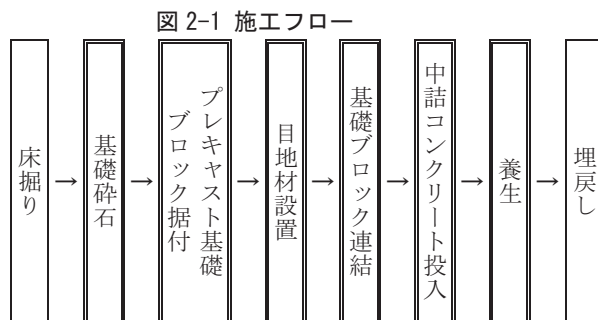 図 2-1 施工フロー
床掘り
→
基礎砕石
→
プレキャスト基礎
ブロック据付
→
目地材設置
→
基礎ブロック連結
→
中詰コンクリート投入
→
養生
→
埋戻し